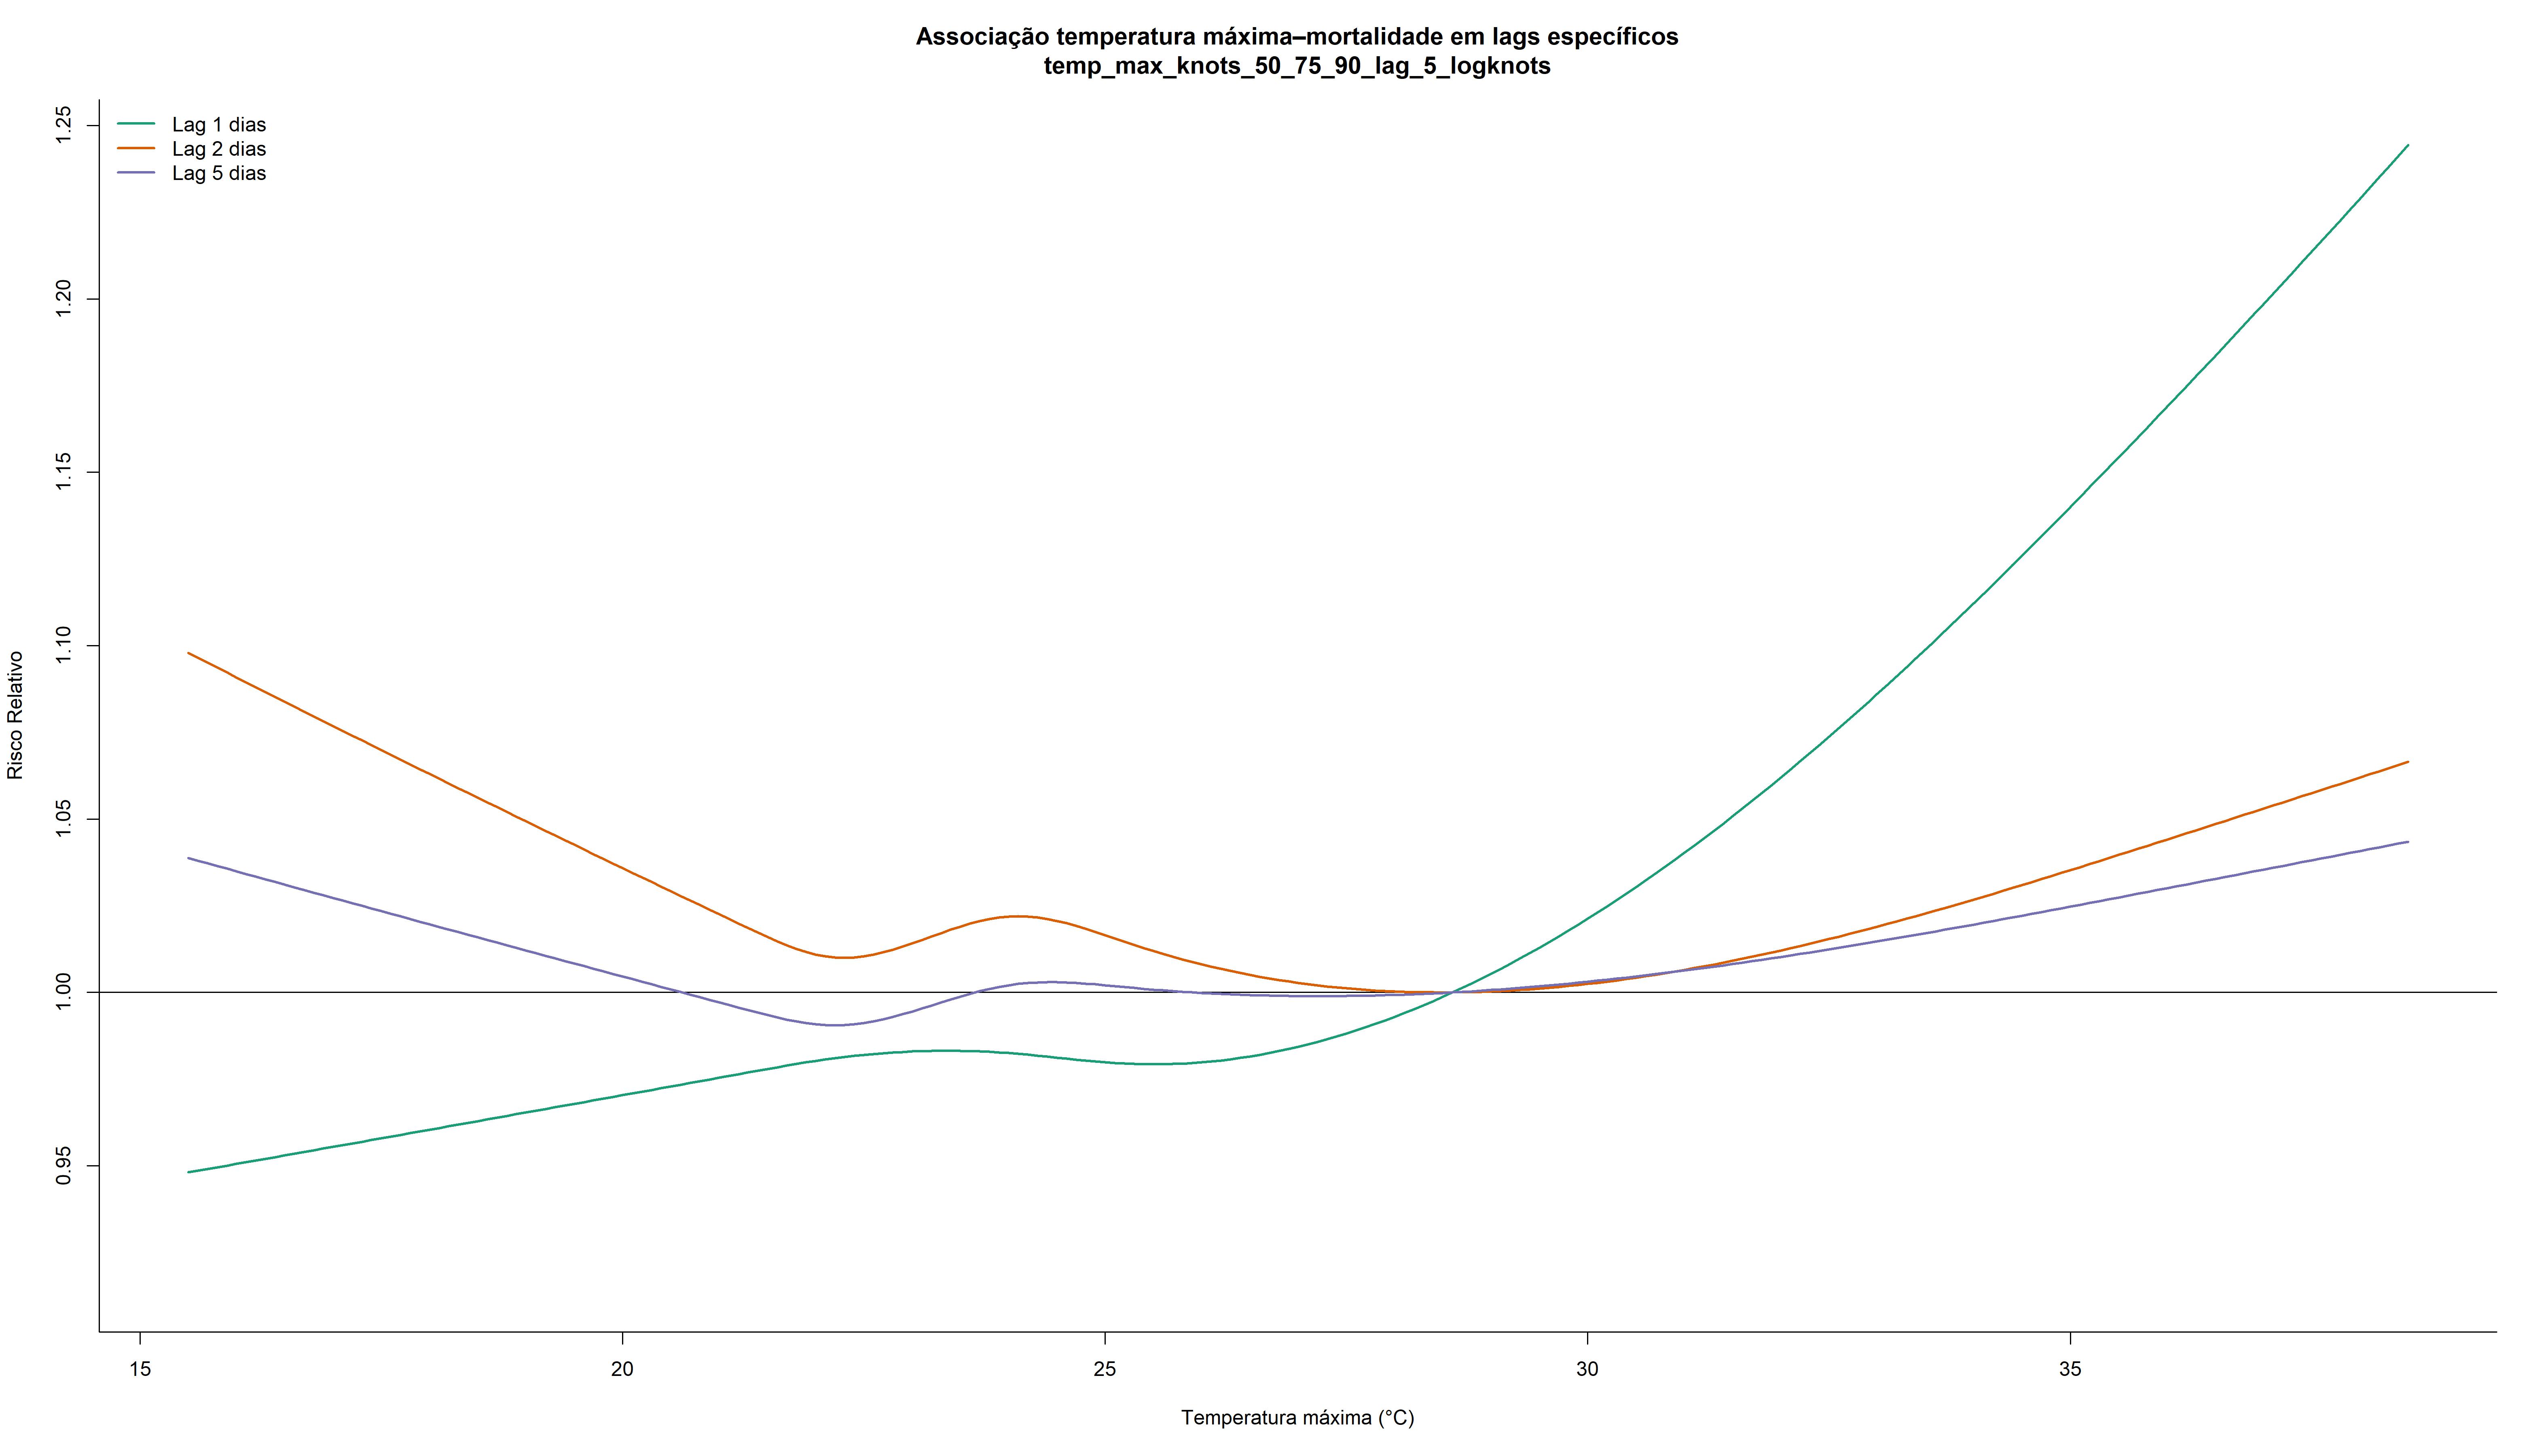 Associação temperatura máxima–mortalidade em lags específicos
temp_max_knots_50_75_90_lag_5_logknots
Lag 1 dias
Lag 2 dias
Lag 5 dias
Risco Relativo
1.25
1.20
1.15
1.10
1.05
1.00
0.95
15 20 25 30 35
Temperatura máxima (°C)